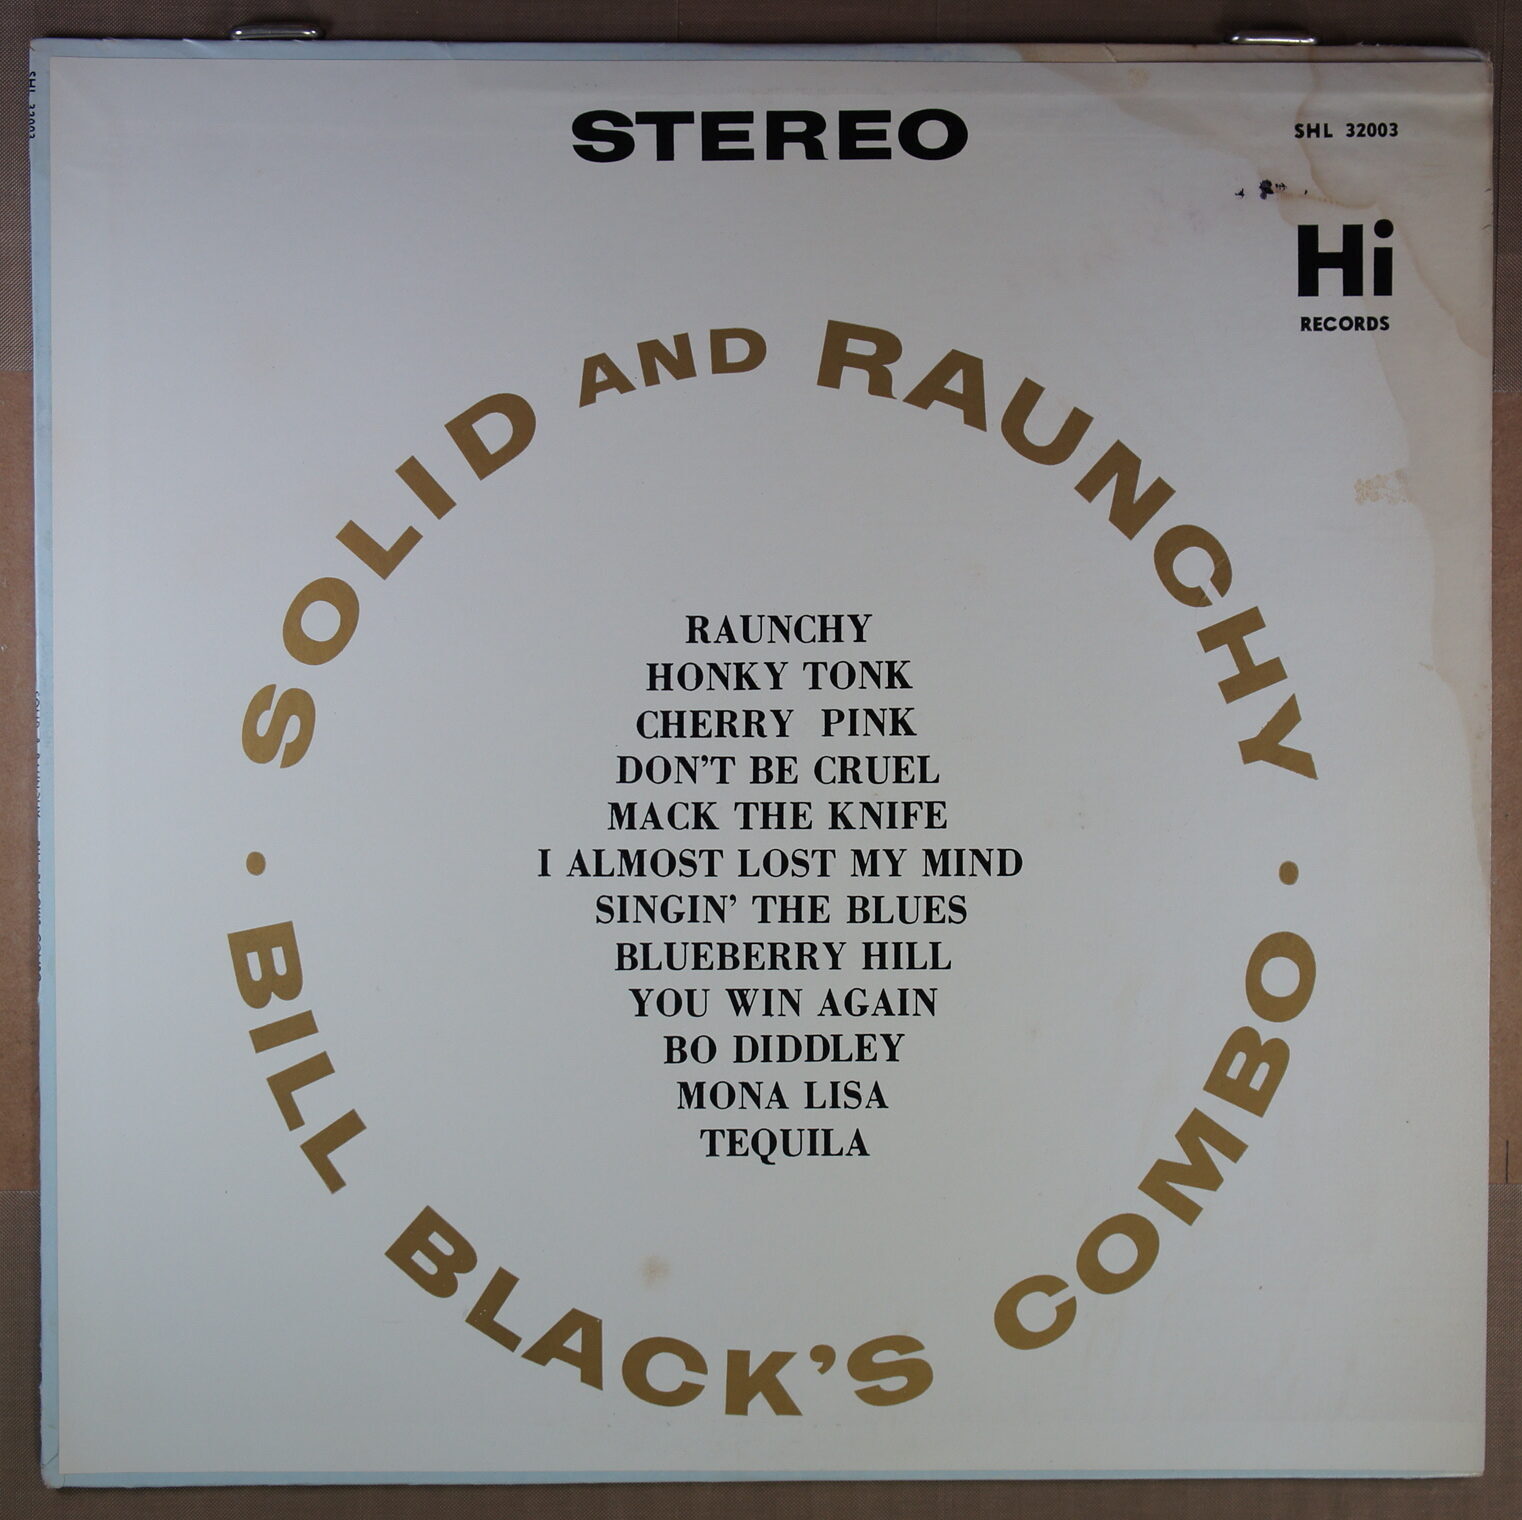 STEREO
SHL 32003
Hi
RECORDS
SOLID AND RAUNCHY
RAUNCHY
HONKY TONK
CHERRY PINK
DON'T BE CRUEL
MACK THE KNIFE
I ALMOST LOST MY MIND
SINGIN' THE BLUES
BLUEBERRY HILL
YOU WIN AGAIN
BO DIDDLEY
MONA LISA
TEQUILA
• BILL BLACK'S COMBO •
SHL 32003